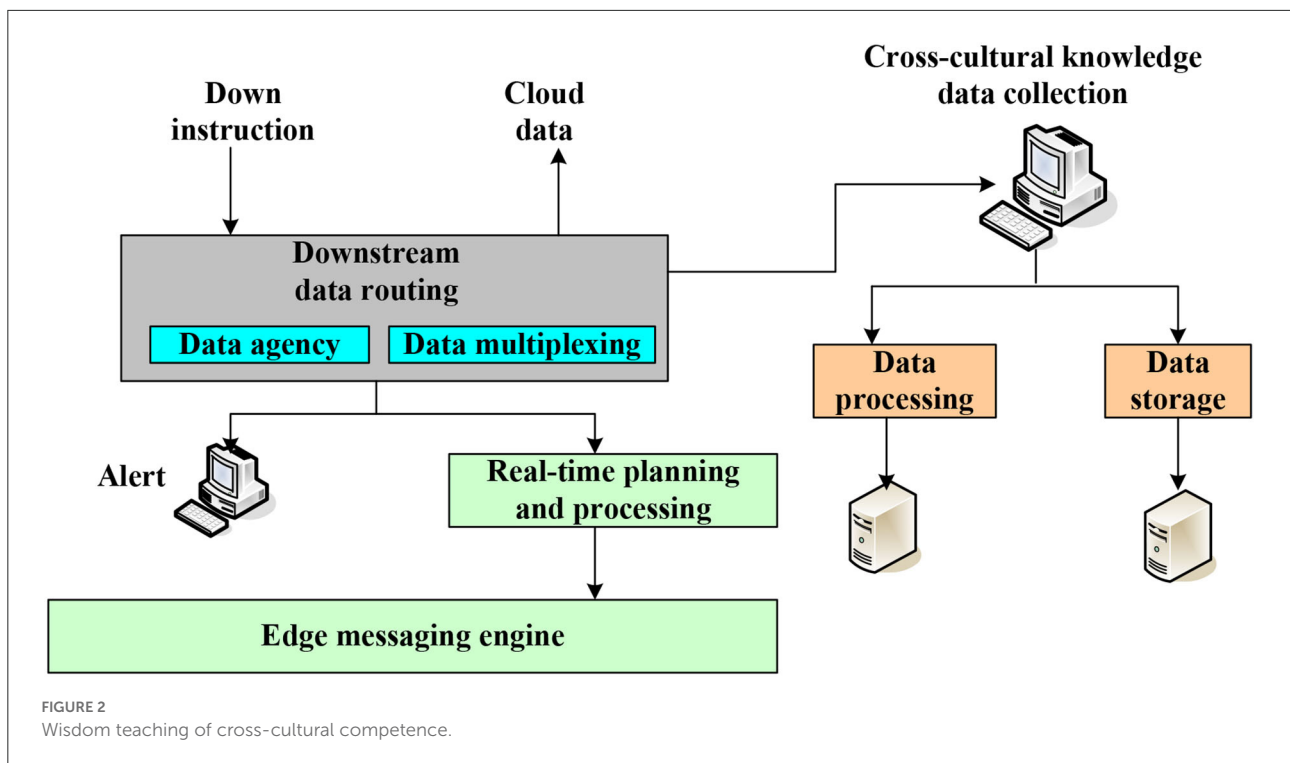 Down
instruction
Cloud
data
Cross-cultural knowledge
data collection
Downstream
data routing
Data agency
Data multiplexing
Data
processing
Data
storage
Alert
Real-time planning
and processing
Edge messaging engine
FIGURE 2
Wisdom teaching of cross-cultural competence.